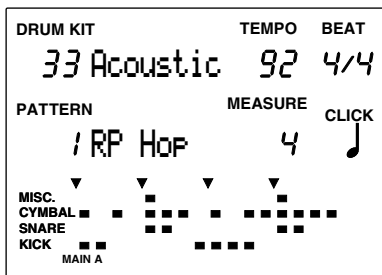 DRUM KIT TEMPO BEAT
33 Acoustic 92 4/4
PATTERN MEASURE CLICK
1 RP Hop 4
MISC.
CYMBAL
SNARE
KICK
MAIN A